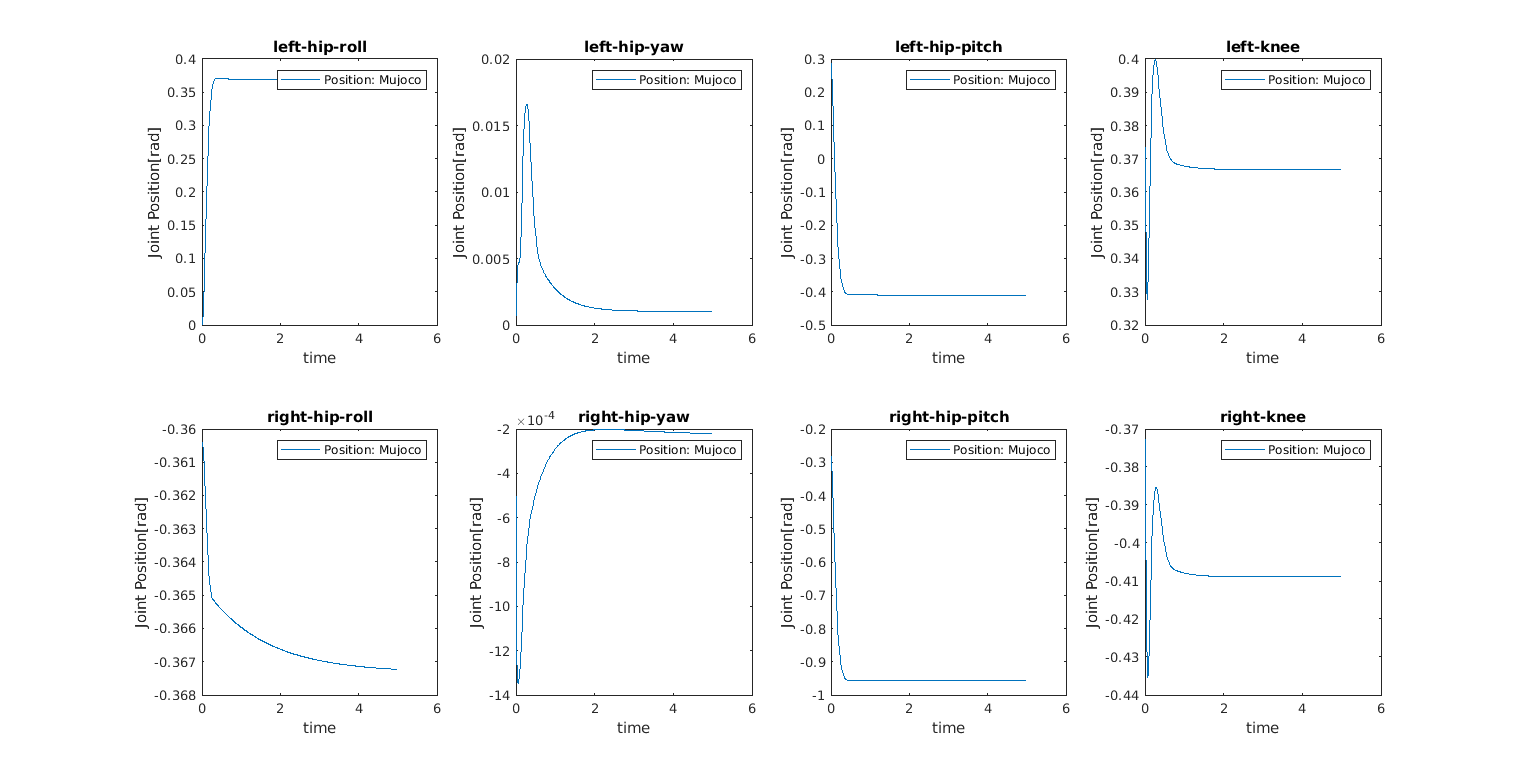 left-hip-roll
Position: Mujoco
Joint Position[rad]
0.4
0.35
0.3
0.25
0.2
0.15
0.1
0.05
0
0 2 4 6
time
left-hip-yaw
Position: Mujoco
Joint Position[rad]
0.02
0.015
0.01
0.005
0
0 2 4 6
time
left-hip-pitch
Position: Mujoco
Joint Position[rad]
0.3
0.2
0.1
0
-0.1
-0.2
-0.3
-0.4
-0.5
0 2 4 6
time
left-knee
Position: Mujoco
Joint Position[rad]
0.4
0.39
0.38
0.37
0.36
0.35
0.34
0.33
0.32
0 2 4 6
time
right-hip-roll
Position: Mujoco
Joint Position[rad]
-0.36
-0.361
-0.362
-0.363
-0.364
-0.365
-0.366
-0.367
-0.368
0 2 4 6
time
×10⁻⁴ right-hip-yaw
Position: Mujoco
Joint Position[rad]
-2
-4
-6
-8
-10
-12
-14
0 2 4 6
time
right-hip-pitch
Position: Mujoco
Joint Position[rad]
-0.2
-0.3
-0.4
-0.5
-0.6
-0.7
-0.8
-0.9
-1
0 2 4 6
time
right-knee
Position: Mujoco
Joint Position[rad]
-0.37
-0.38
-0.39
-0.4
-0.41
-0.42
-0.43
-0.44
0 2 4 6
time